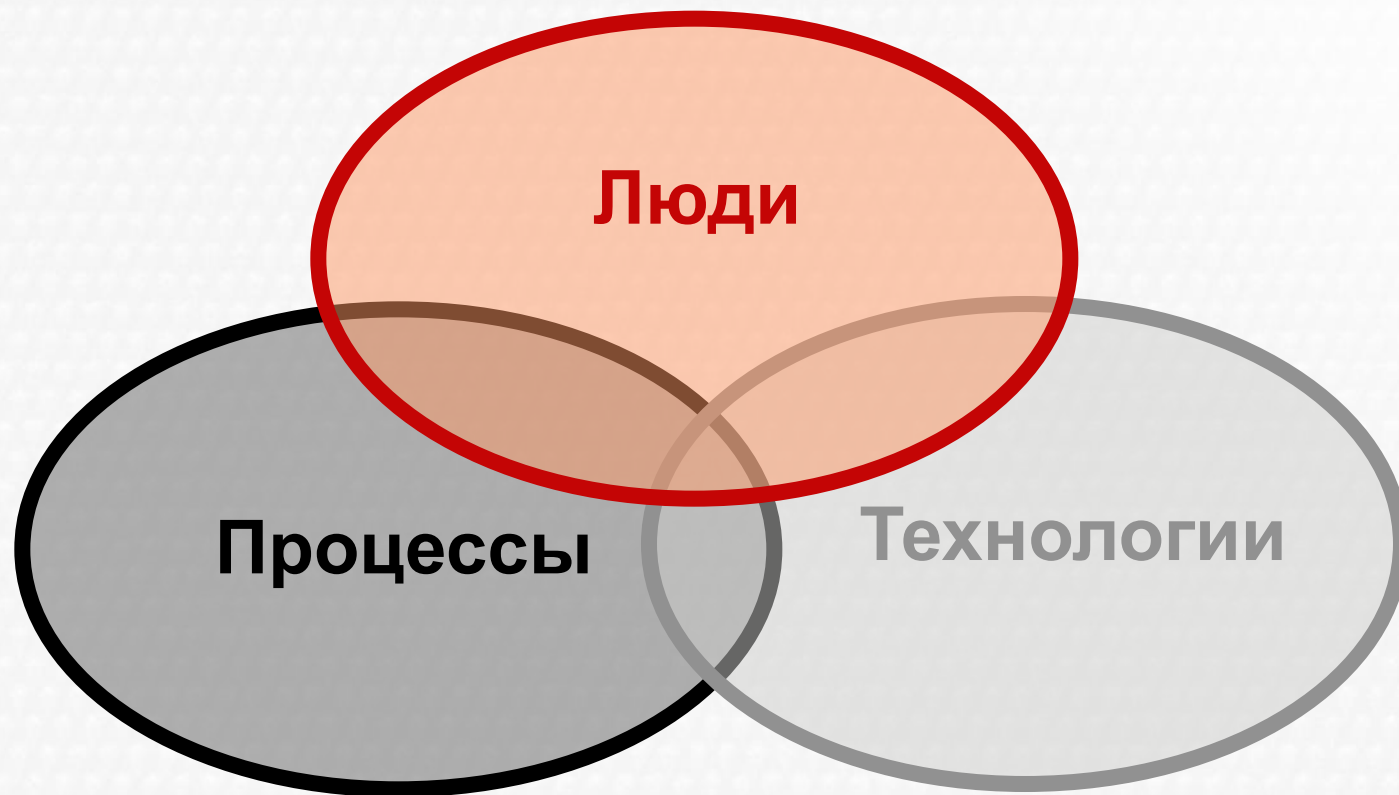 Люди
Процессы
Технологии